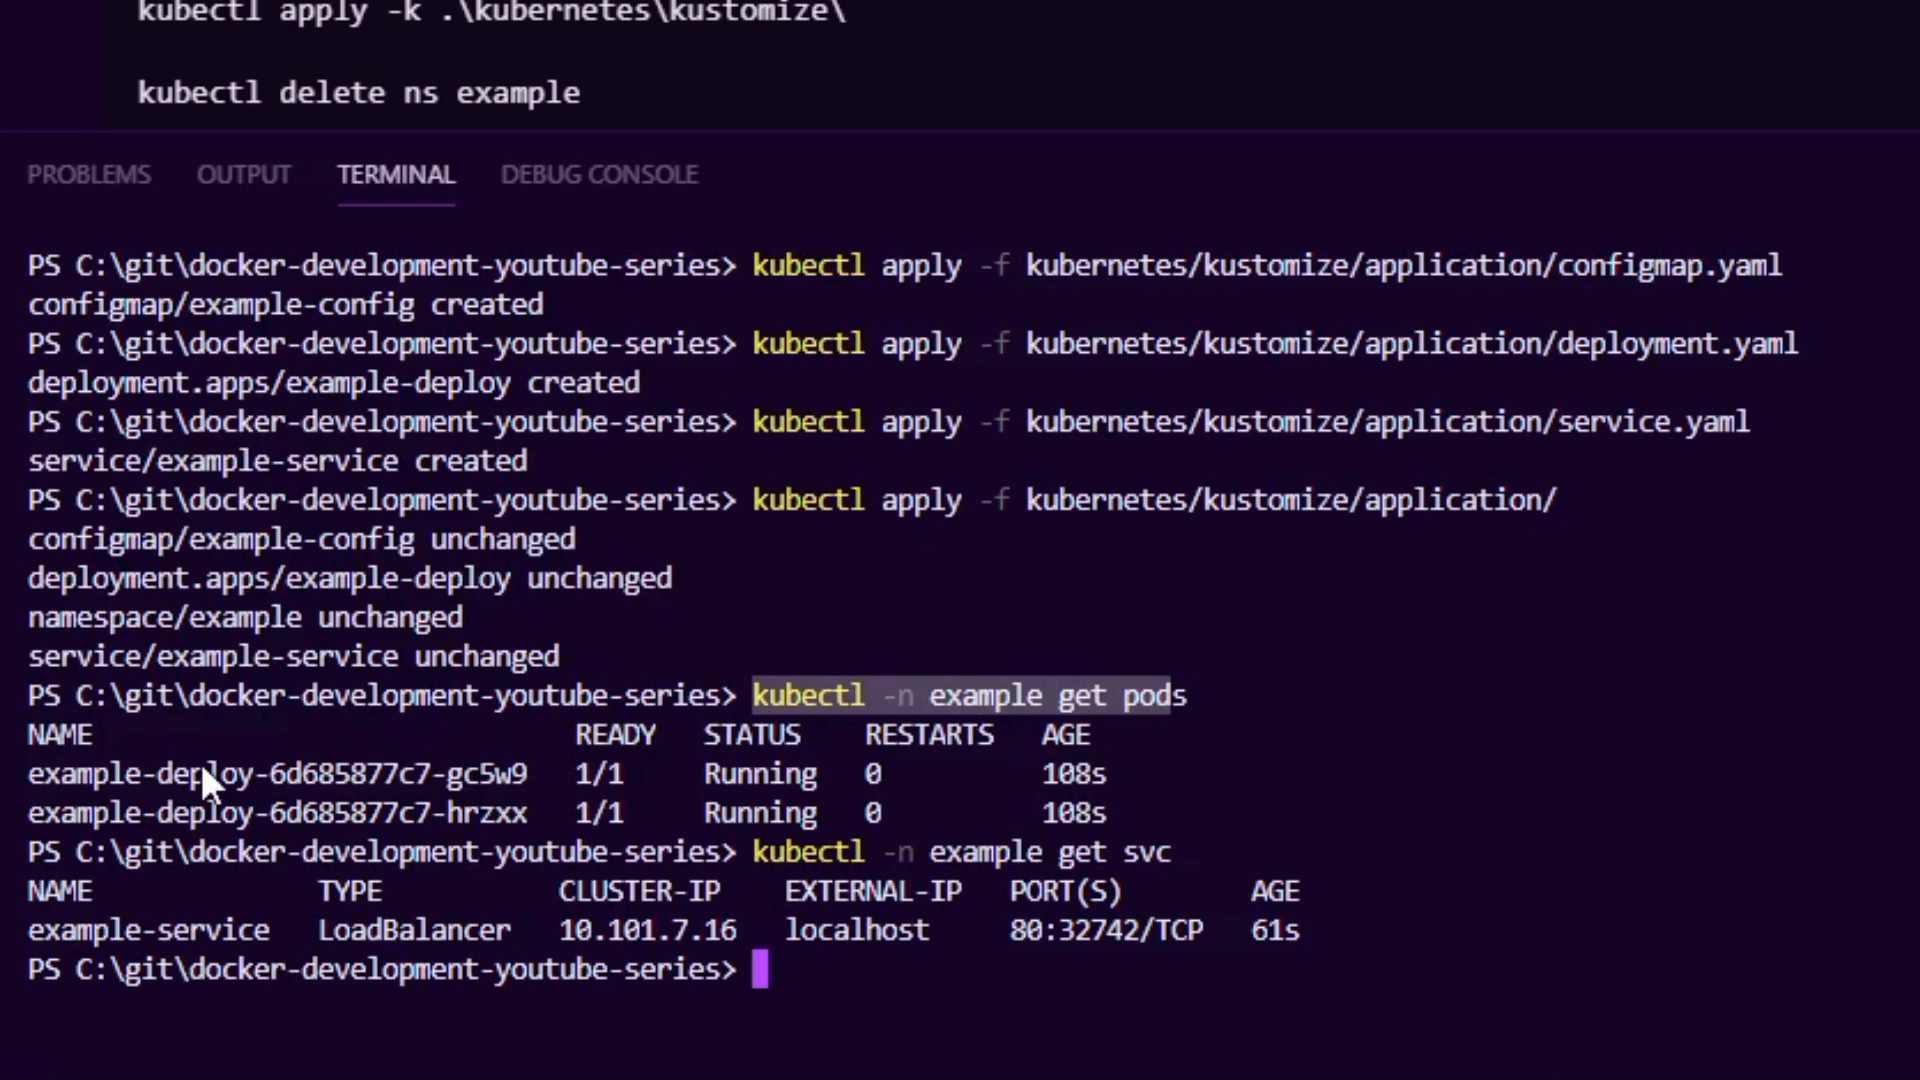 kubectl apply -k .\kubernetes\kustomize\
kubectl delete ns example
PROBLEMS OUTPUT TERMINAL DEBUG CONSOLE
PS C:\git\docker-development-youtube-series> kubectl apply -f kubernetes/kustomize/application/configmap.yaml
configmap/example-config created
PS C:\git\docker-development-youtube-series> kubectl apply -f kubernetes/kustomize/application/deployment.yaml
deployment.apps/example-deploy created
PS C:\git\docker-development-youtube-series> kubectl apply -f kubernetes/kustomize/application/service.yaml
service/example-service created
PS C:\git\docker-development-youtube-series> kubectl apply -f kubernetes/kustomize/application/
configmap/example-config unchanged
deployment.apps/example-deploy unchanged
namespace/example unchanged
service/example-service unchanged
PS C:\git\docker-development-youtube-series> kubectl -n example get pods
NAME READY STATUS RESTARTS AGE
example-deploy-6d685877c7-gc5w9 1/1 Running 0 108s
example-deploy-6d685877c7-hrzxx 1/1 Running 0 108s
PS C:\git\docker-development-youtube-series> kubectl -n example get svc
NAME TYPE CLUSTER-IP EXTERNAL-IP PORT(S) AGE
example-service LoadBalancer 10.101.7.16 localhost 80:32742/TCP 61s
PS C:\git\docker-development-youtube-series>